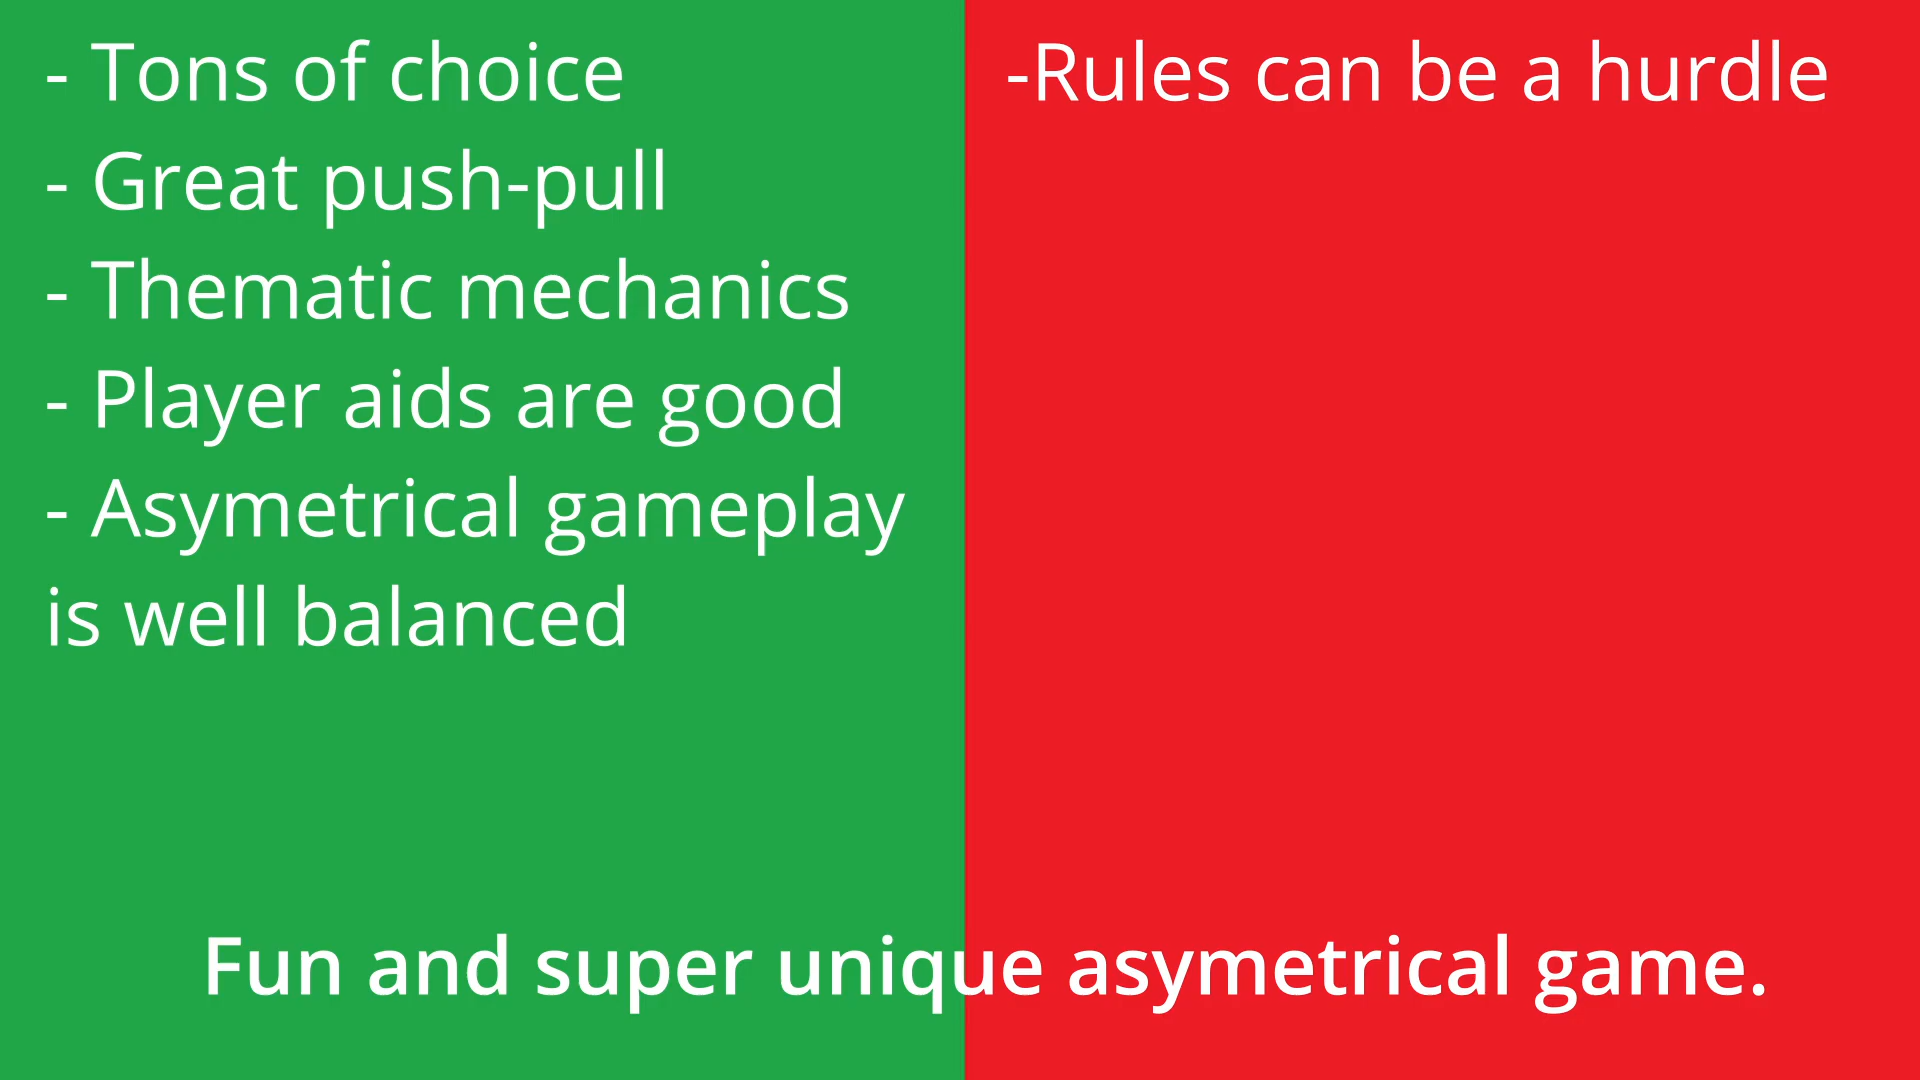 - Tons of choice
- Great push-pull
- Thematic mechanics
- Player aids are good
- Asymetrical gameplay
is well balanced
-Rules can be a hurdle
Fun and super unique asymetrical game.